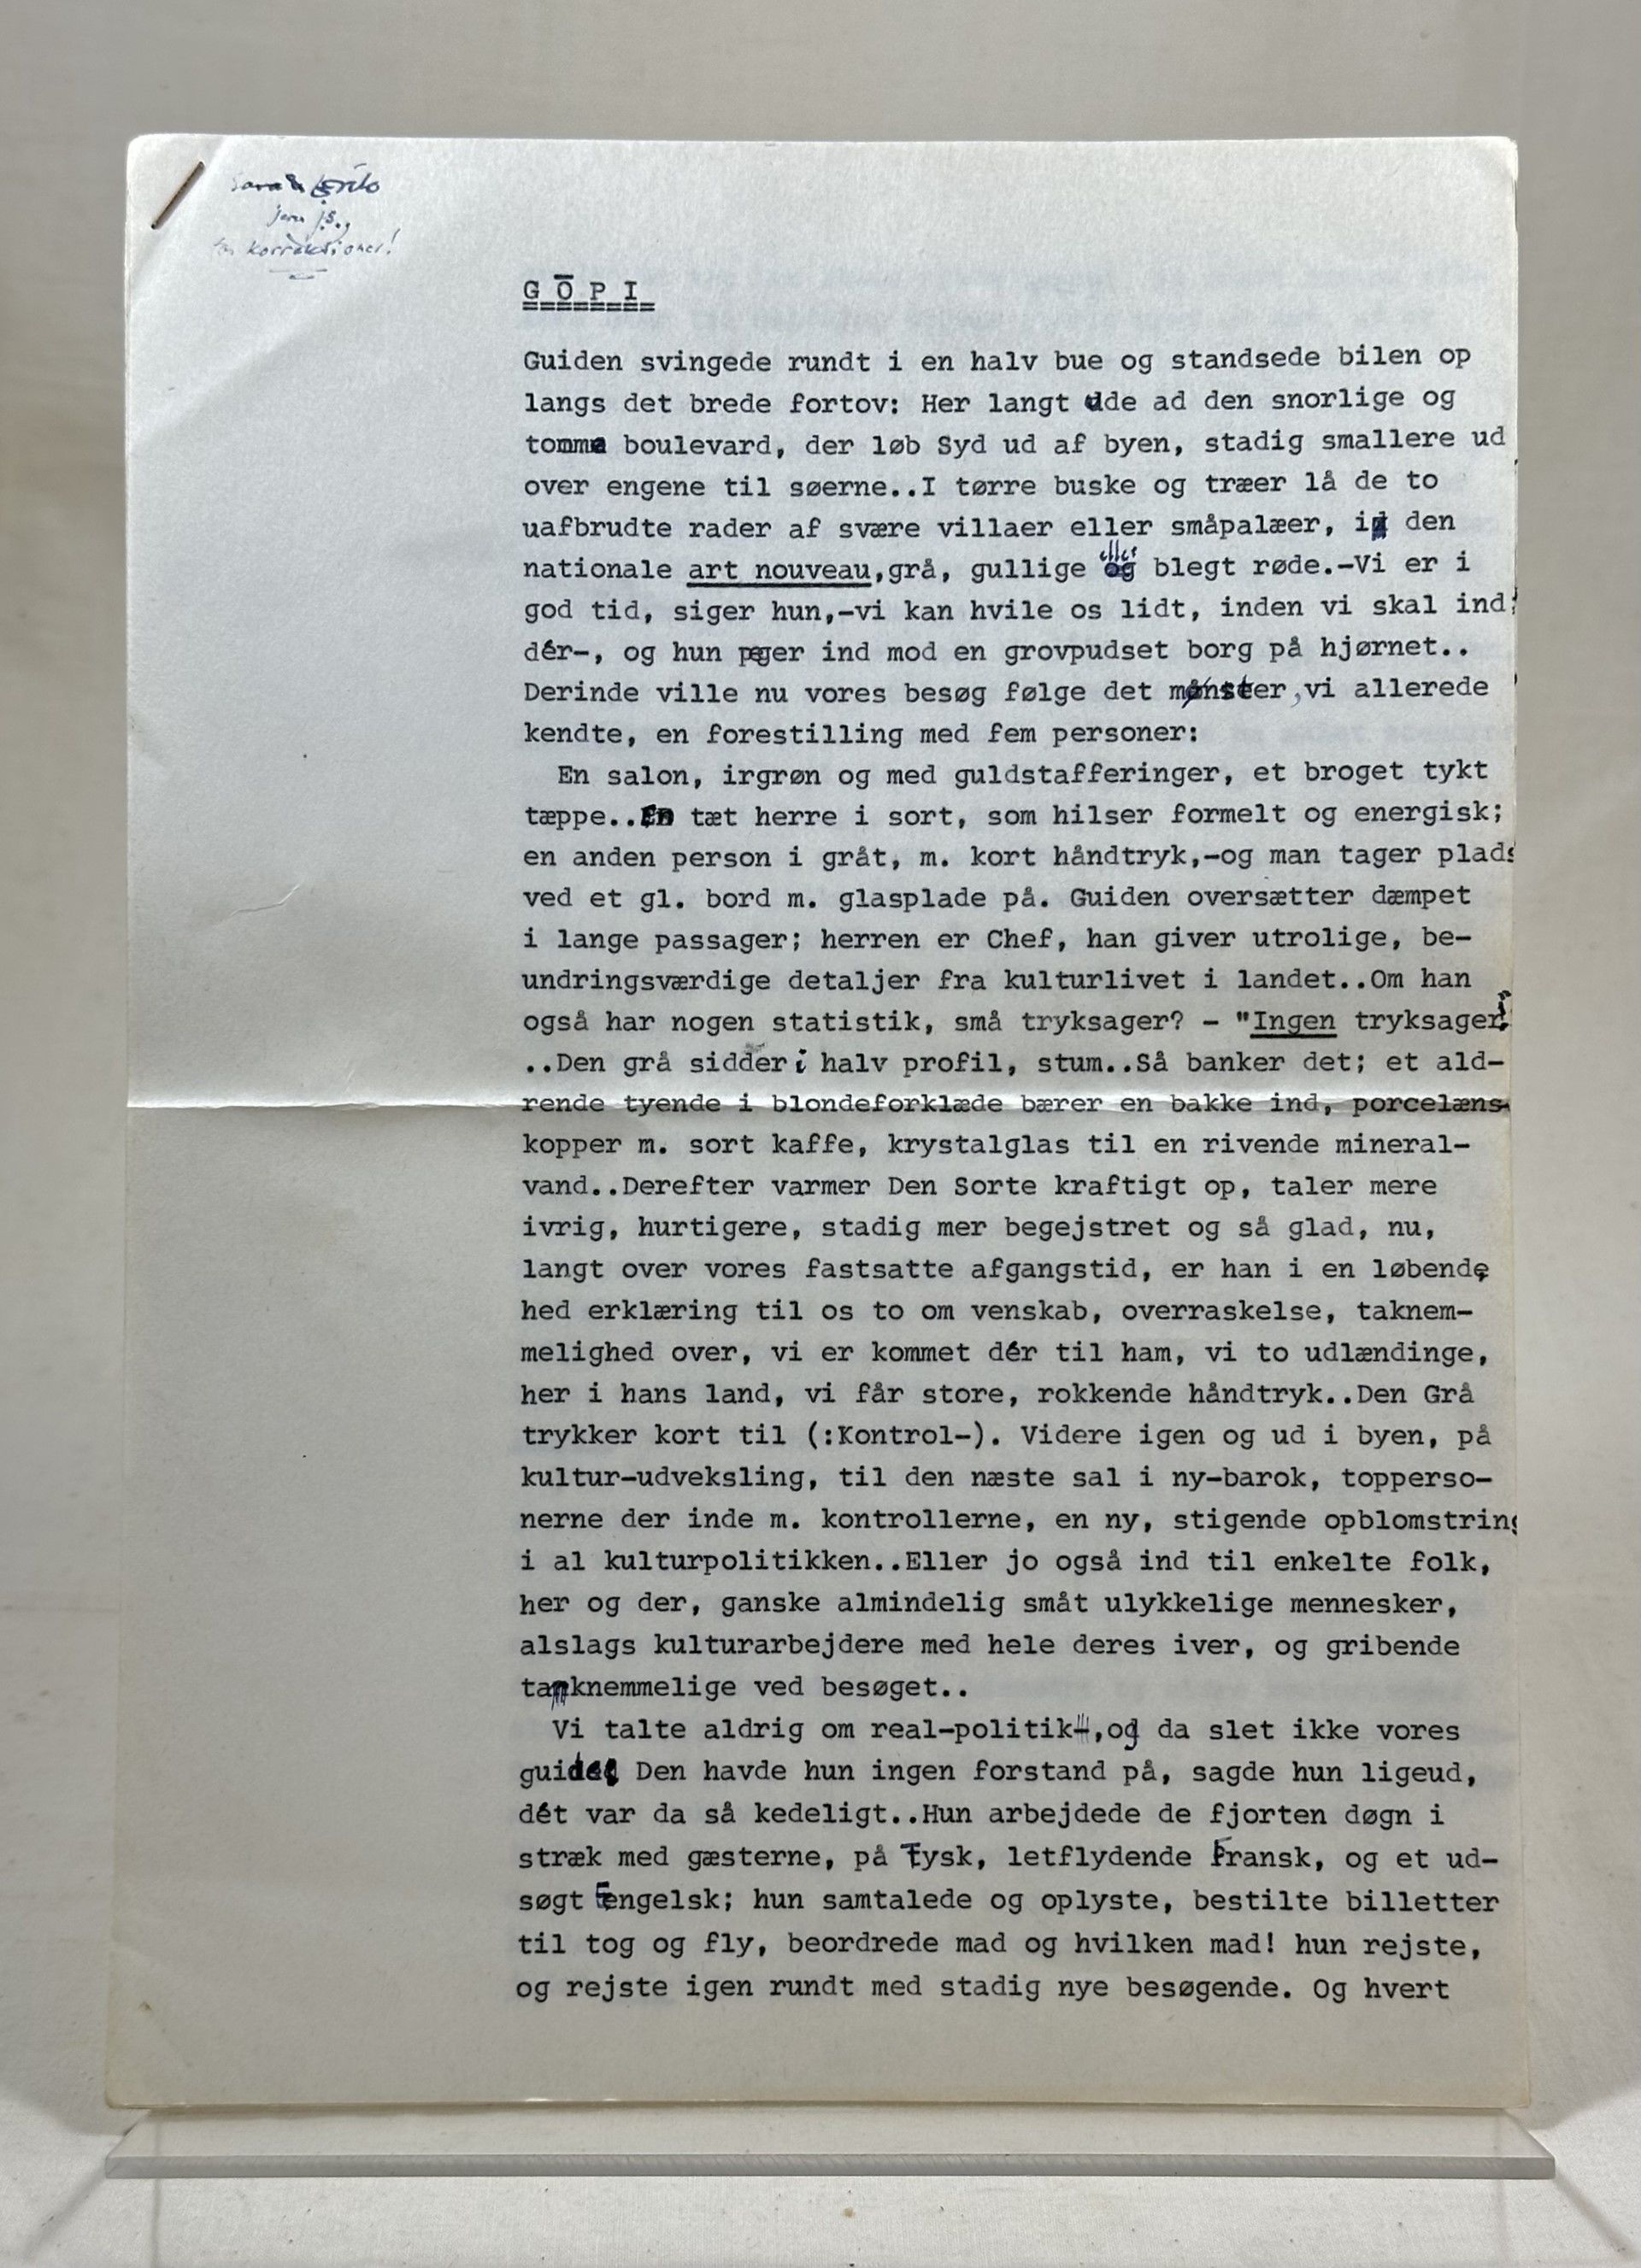 korrektioner!
G Ō P I
Guiden svingede rundt i en halv bue og standsede bilen op
langs det brede fortov: Her langt ude ad den snorlige og
tomme boulevard, der løb Syd ud af byen, stadig smallere ud
over engene til søerne..I tørre buske og træer lå de to
uafbrudte rader af svære villaer eller småpalæer, i den
nationale art nouveau,grå, gullige eller blegt røde.-Vi er i
god tid, siger hun,-vi kan hvile os lidt, inden vi skal ind
dér-, og hun peger ind mod en grovpudset borg på hjørnet..
Derinde ville nu vores besøg følge det mønster, vi allerede
kendte, en forestilling med fem personer:
En salon, irgrøn og med guldstafferinger, et broget tykt
tæppe..En tæt herre i sort, som hilser formelt og energisk;
en anden person i gråt, m. kort håndtryk,-og man tager plads
ved et gl. bord m. glasplade på. Guiden oversætter dæmpet
i lange passager; herren er Chef, han giver utrolige, be-
undringsværdige detaljer fra kulturlivet i landet..Om han
også har nogen statistik, små tryksager? - "Ingen tryksager!"
..Den grå sidder i halv profil, stum..Så banker det; et ald-
rende tyende i blondeforklæde bærer en bakke ind, porcelæns-
kopper m. sort kaffe, krystalglas til en rivende mineral-
vand..Derefter varmer Den Sorte kraftigt op, taler mere
ivrig, hurtigere, stadig mer begejstret og så glad, nu,
langt over vores fastsatte afgangstid, er han i en løbende
hed erklæring til os to om venskab, overraskelse, taknem-
melighed over, vi er kommet dér til ham, vi to udlændinge,
her i hans land, vi får store, rokkende håndtryk..Den Grå
trykker kort til (:Kontrol-). Videre igen og ud i byen, på
kultur-udveksling, til den næste sal i ny-barok, topperso-
nerne der inde m. kontrollerne, en ny, stigende opblomstring
i al kulturpolitikken..Eller jo også ind til enkelte folk,
her og der, ganske almindelig småt ulykkelige mennesker,
alslags kulturarbejdere med hele deres iver, og gribende
taknemmelige ved besøget..
Vi talte aldrig om real-politik,og da slet ikke vores
guide. Den havde hun ingen forstand på, sagde hun ligeud,
dét var da så kedeligt..Hun arbejdede de fjorten døgn i
stræk med gæsterne, på Tysk, letflydende Fransk, og et ud-
søgt Engelsk; hun samtalede og oplyste, bestilte billetter
til tog og fly, beordrede mad og hvilken mad! hun rejste,
og rejste igen rundt med stadig nye besøgende. Og hvert